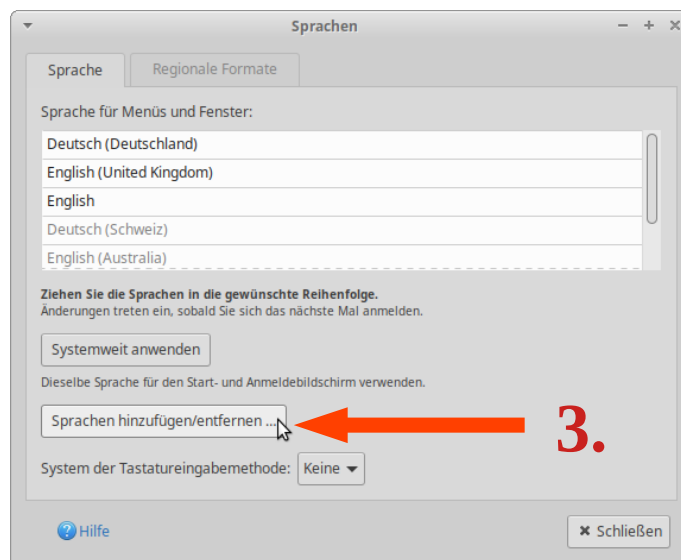 Sprachen
Sprache
Regionale Formate
Sprache für Menüs und Fenster:
Deutsch (Deutschland)
English (United Kingdom)
English
Deutsch (Schweiz)
English (Australia)
Ziehen Sie die Sprachen in die gewünschte Reihenfolge.
Änderungen treten ein, sobald Sie sich das nächste Mal anmelden.
Systemweit anwenden
Dieselbe Sprache für den Start- und Anmeldebildschirm verwenden.
Sprachen hinzufügen/entfernen ...
3.
System der Tastatureingabemethode: Keine
? Hilfe
Schließen